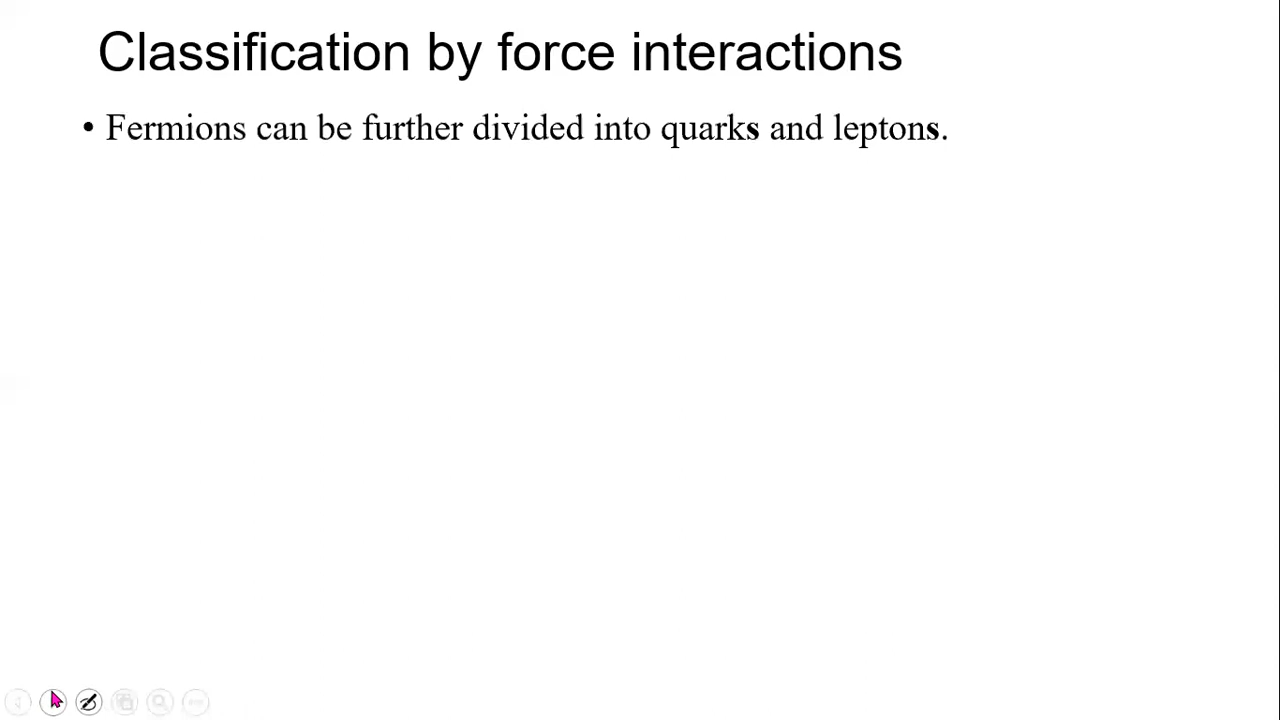 Classification by force interactions
• Fermions can be further divided into quarks and leptons.